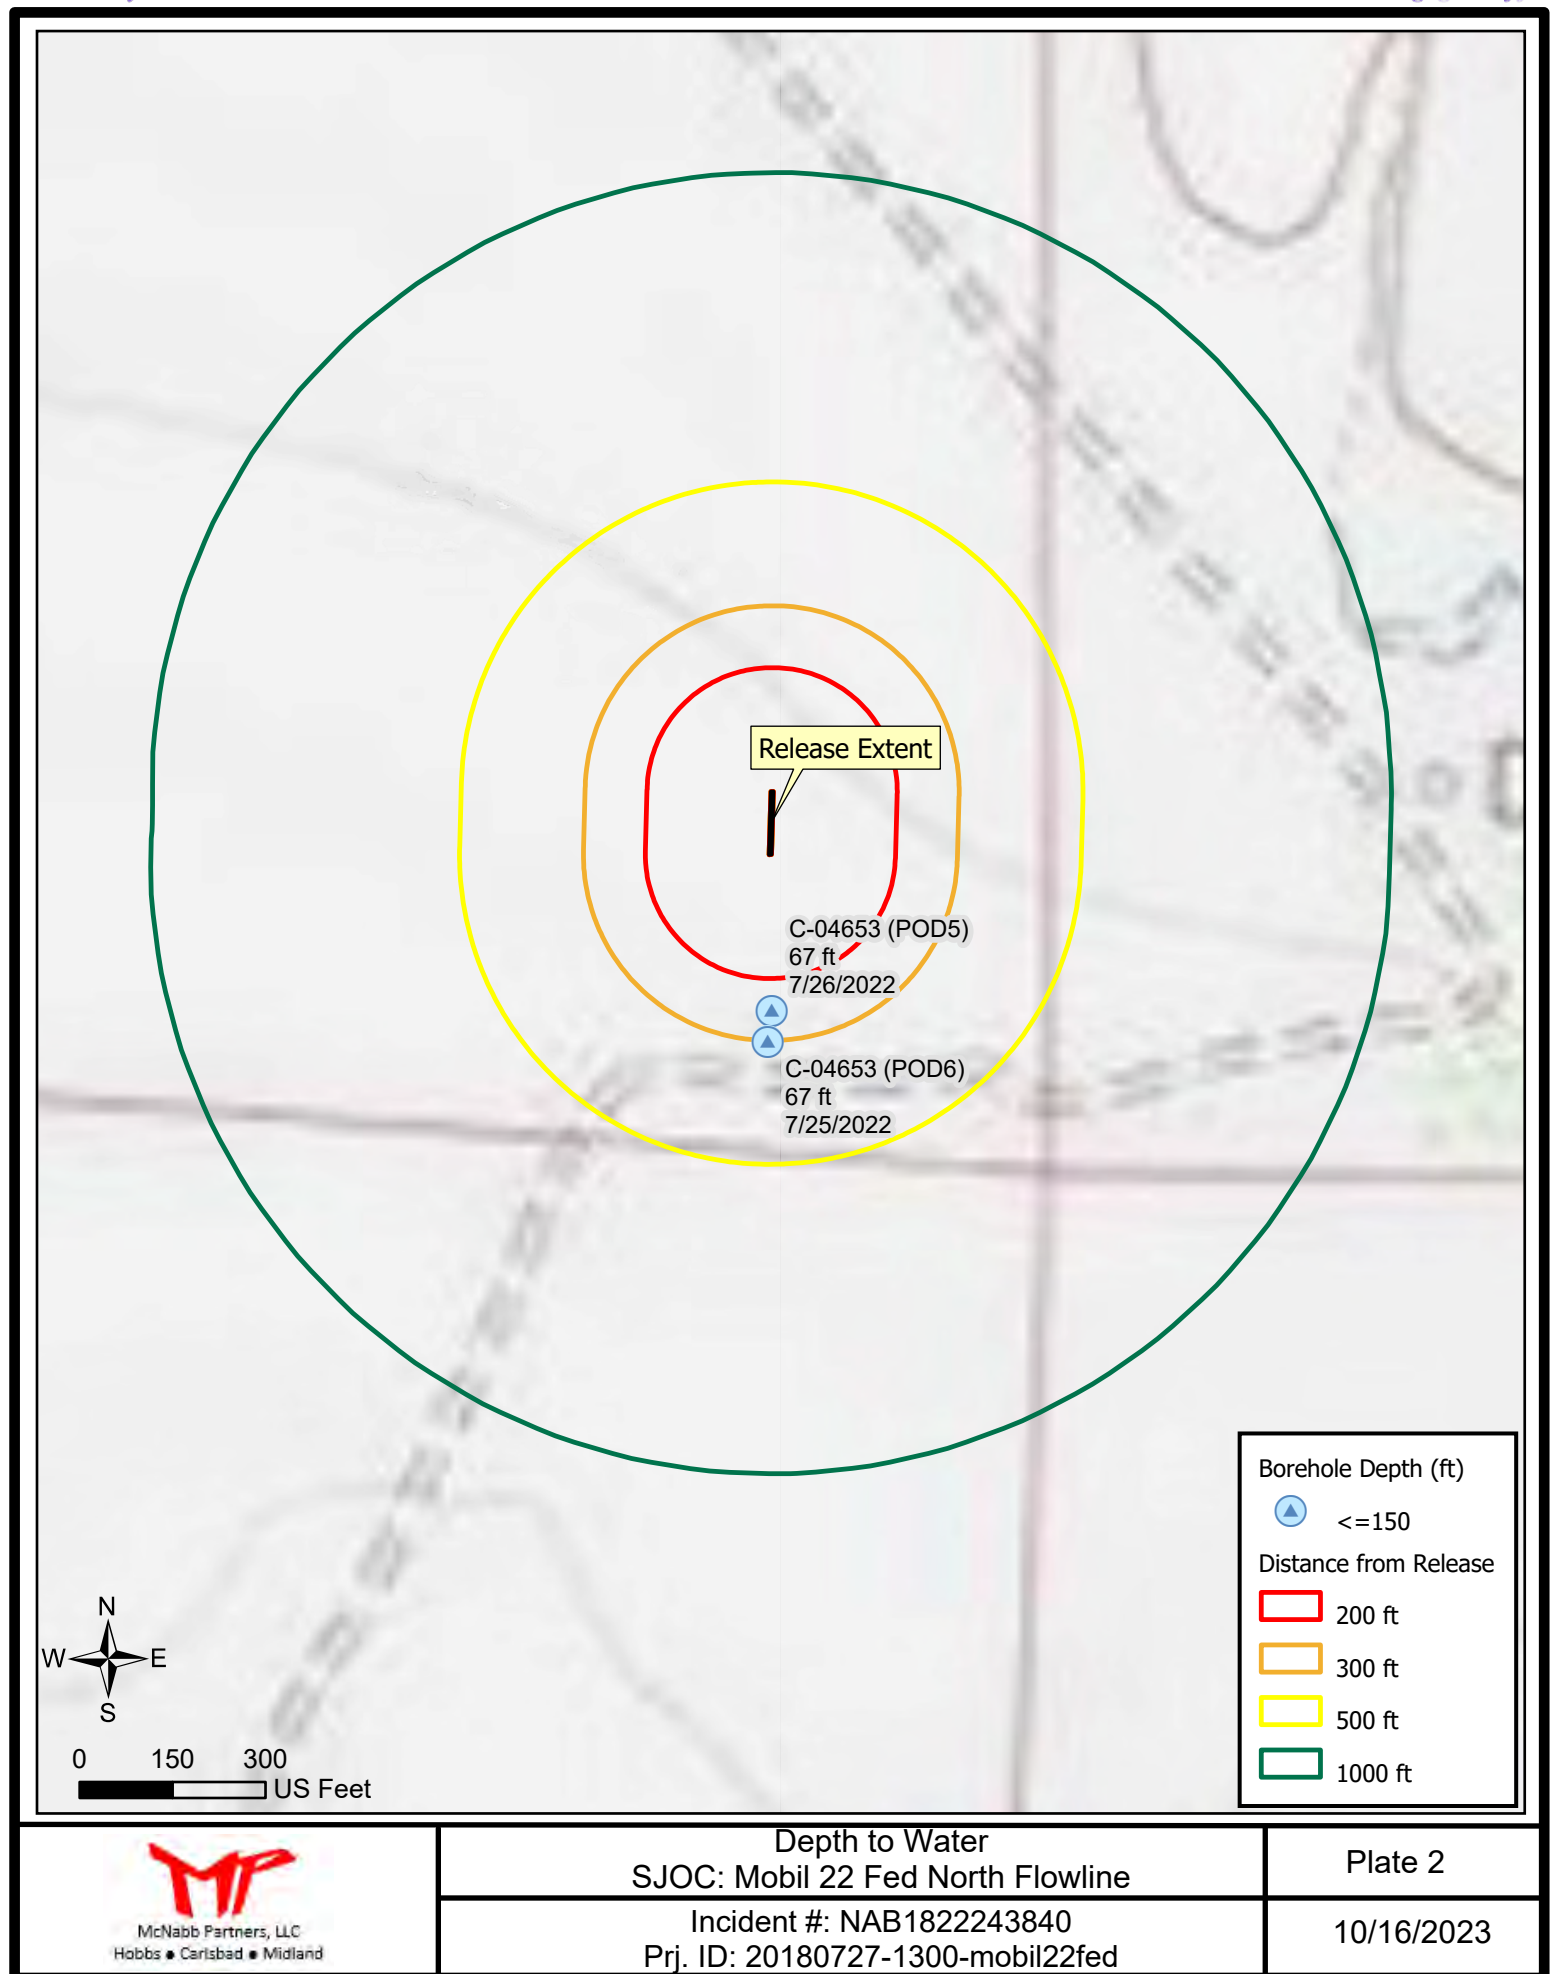 Release Extent
C-04653 (POD5)
67 ft
7/26/2022
C-04653 (POD6)
67 ft
7/25/2022
Borehole Depth (ft)
<=150
Distance from Release
200 ft
300 ft
500 ft
1000 ft
N
W E
S
0 150 300
US Feet
McNabb Partners, LLC
Hobbs • Carlsbad • Midland
Depth to Water
SJOC: Mobil 22 Fed North Flowline
Plate 2
Incident #: NAB1822243840
Prj. ID: 20180727-1300-mobil22fed
10/16/2023